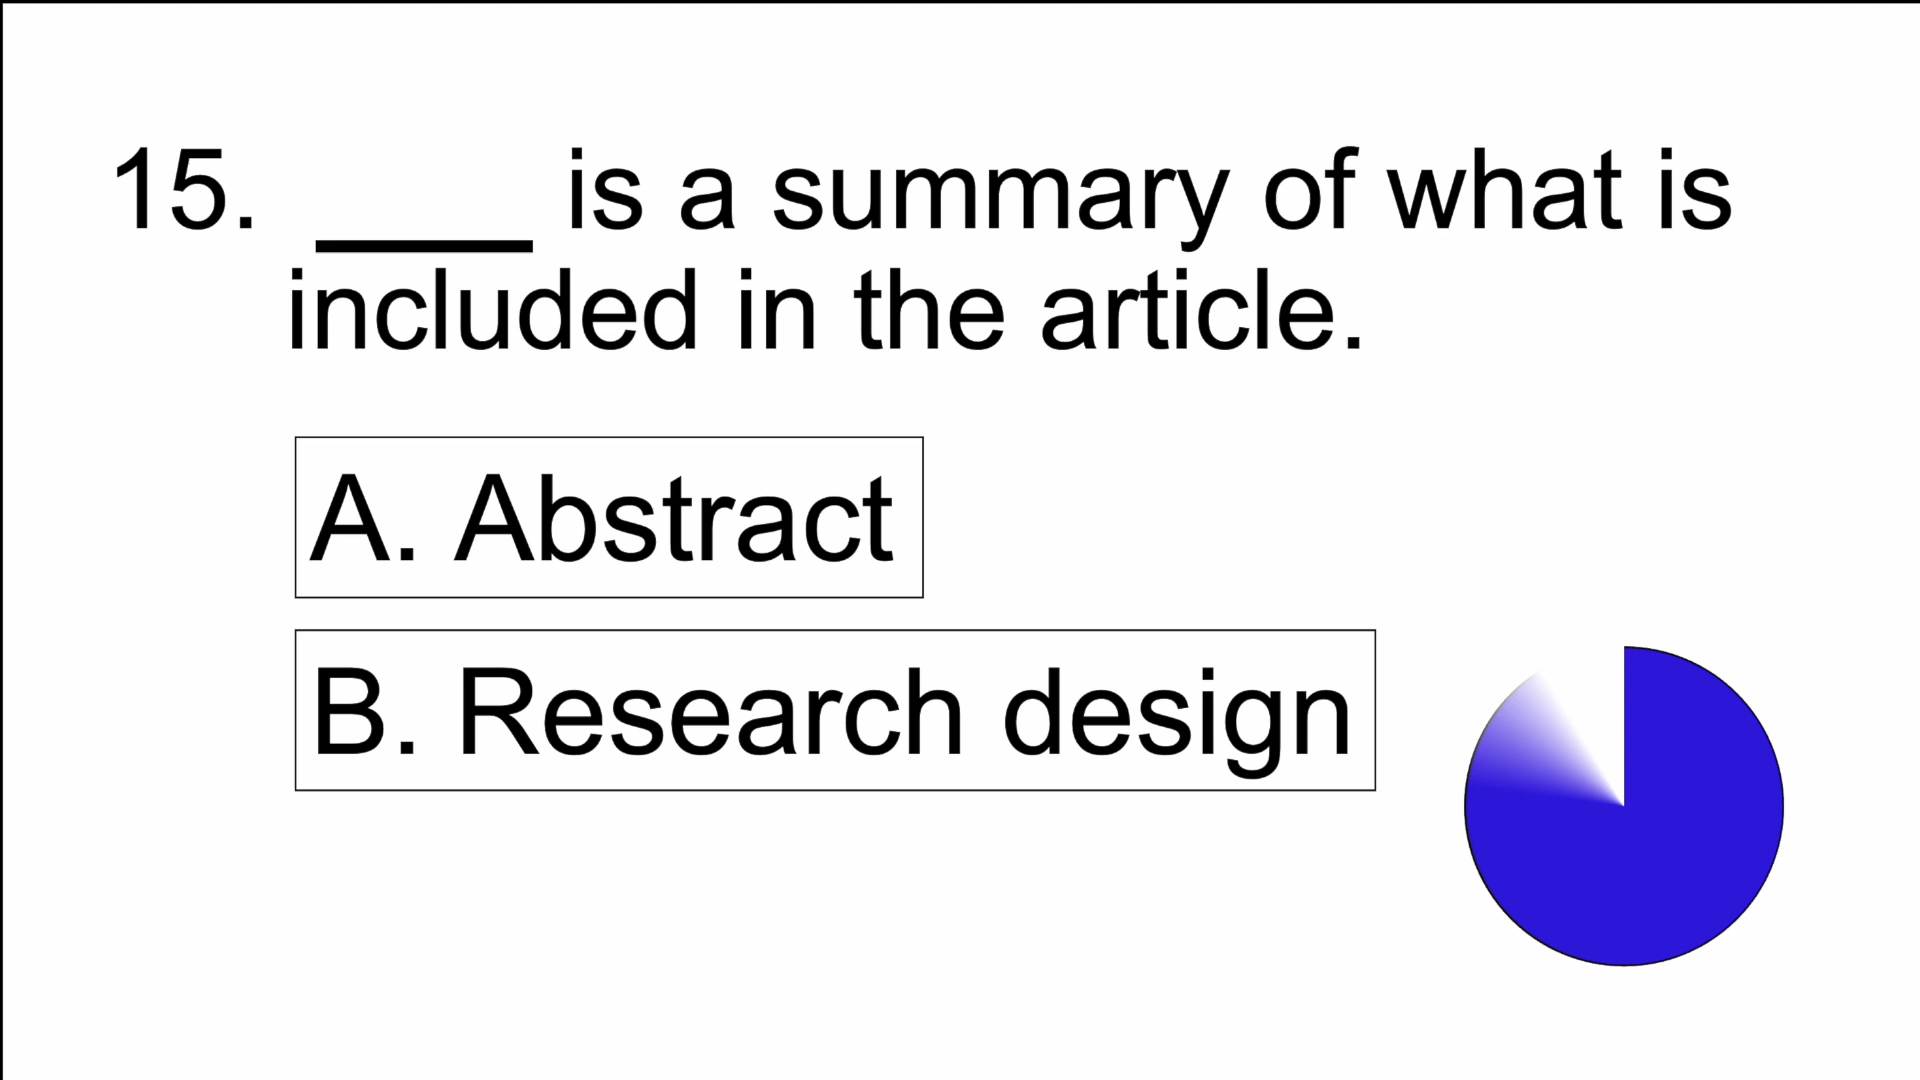 15. ____ is a summary of what is
included in the article.
A. Abstract
B. Research design